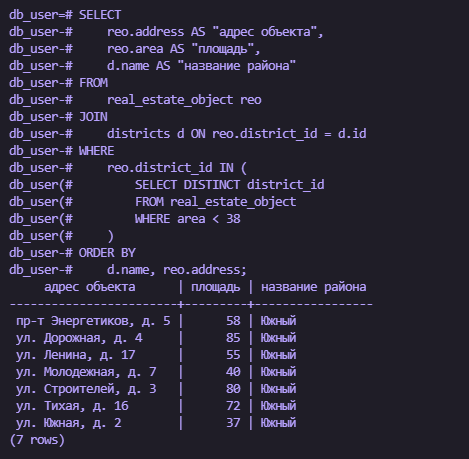 db_user=# SELECT
db_user-#     reo.address AS "адрес объекта",
db_user-#     reo.area AS "площадь",
db_user-#     d.name AS "название района"
db_user-# FROM
db_user-#     real_estate_object reo
db_user-# JOIN
db_user-#     districts d ON reo.district_id = d.id
db_user-# WHERE
db_user-#     reo.district_id IN (
db_user(#         SELECT DISTINCT district_id
db_user(#         FROM real_estate_object
db_user(#         WHERE area < 38
db_user(#     )
db_user-# ORDER BY
db_user-#     d.name, reo.address;
     адрес объекта      | площадь | название района
------------------------+---------+-----------------
 пр-т Энергетиков, д. 5 |      58 | Южный
 ул. Дорожная, д. 4     |      85 | Южный
 ул. Ленина, д. 17      |      55 | Южный
 ул. Молодежная, д. 7   |      40 | Южный
 ул. Строителей, д. 3   |      80 | Южный
 ул. Тихая, д. 16       |      72 | Южный
 ул. Южная, д. 2        |      37 | Южный
(7 rows)